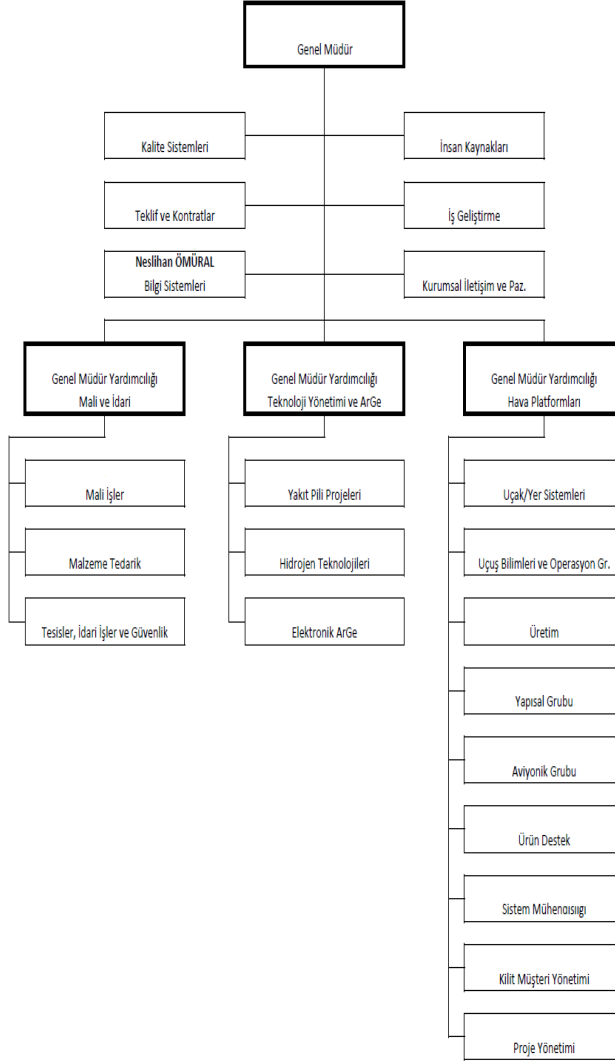 Genel Müdür
Kalite Sistemleri
İnsan Kaynakları
Teklif ve Kontratlar
İş Geliştirme
Neslihan ÖMÜRAL
Bilgi Sistemleri
Kurumsal İletişim ve Paz.
Genel Müdür Yardımcılığı
Mali ve İdari
Genel Müdür Yardımcılığı
Teknoloji Yönetimi ve ArGe
Genel Müdür Yardımcılığı
Hava Platformları
Mali İşler
Malzeme Tedarik
Tesisler, İdari İşler ve Güvenlik
Yakıt Pili Projeleri
Hidrojen Teknolojileri
Elektronik ArGe
Uçak/Yer Sistemleri
Uçuş Bilimleri ve Operasyon Gr.
Üretim
Yapısal Grubu
Aviyonik Grubu
Ürün Destek
Sistem Mühendisliği
Kilit Müşteri Yönetimi
Proje Yönetimi